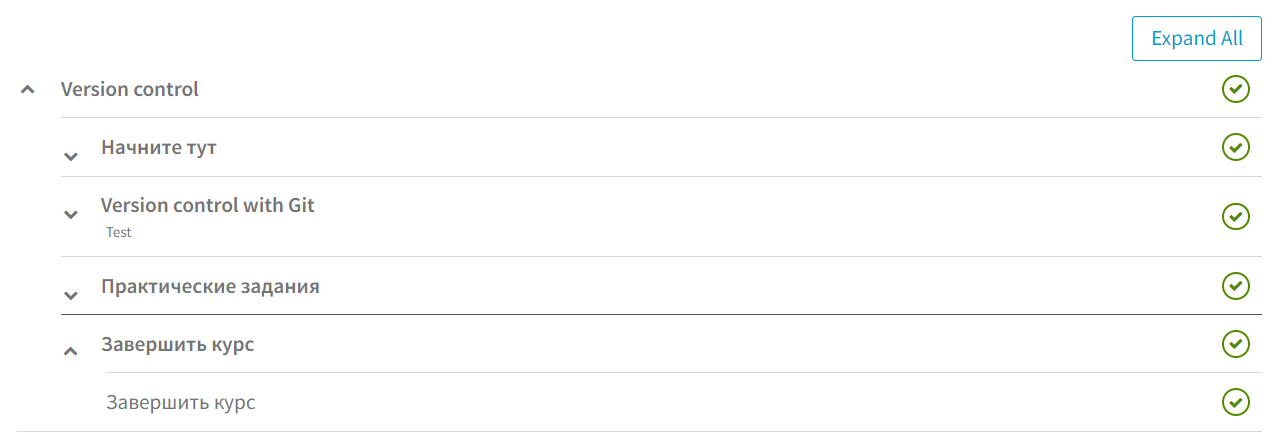 Expand All
Version control
Начните тут
Version control with Git
Test
Практические задания
Завершить курс
Завершить курс